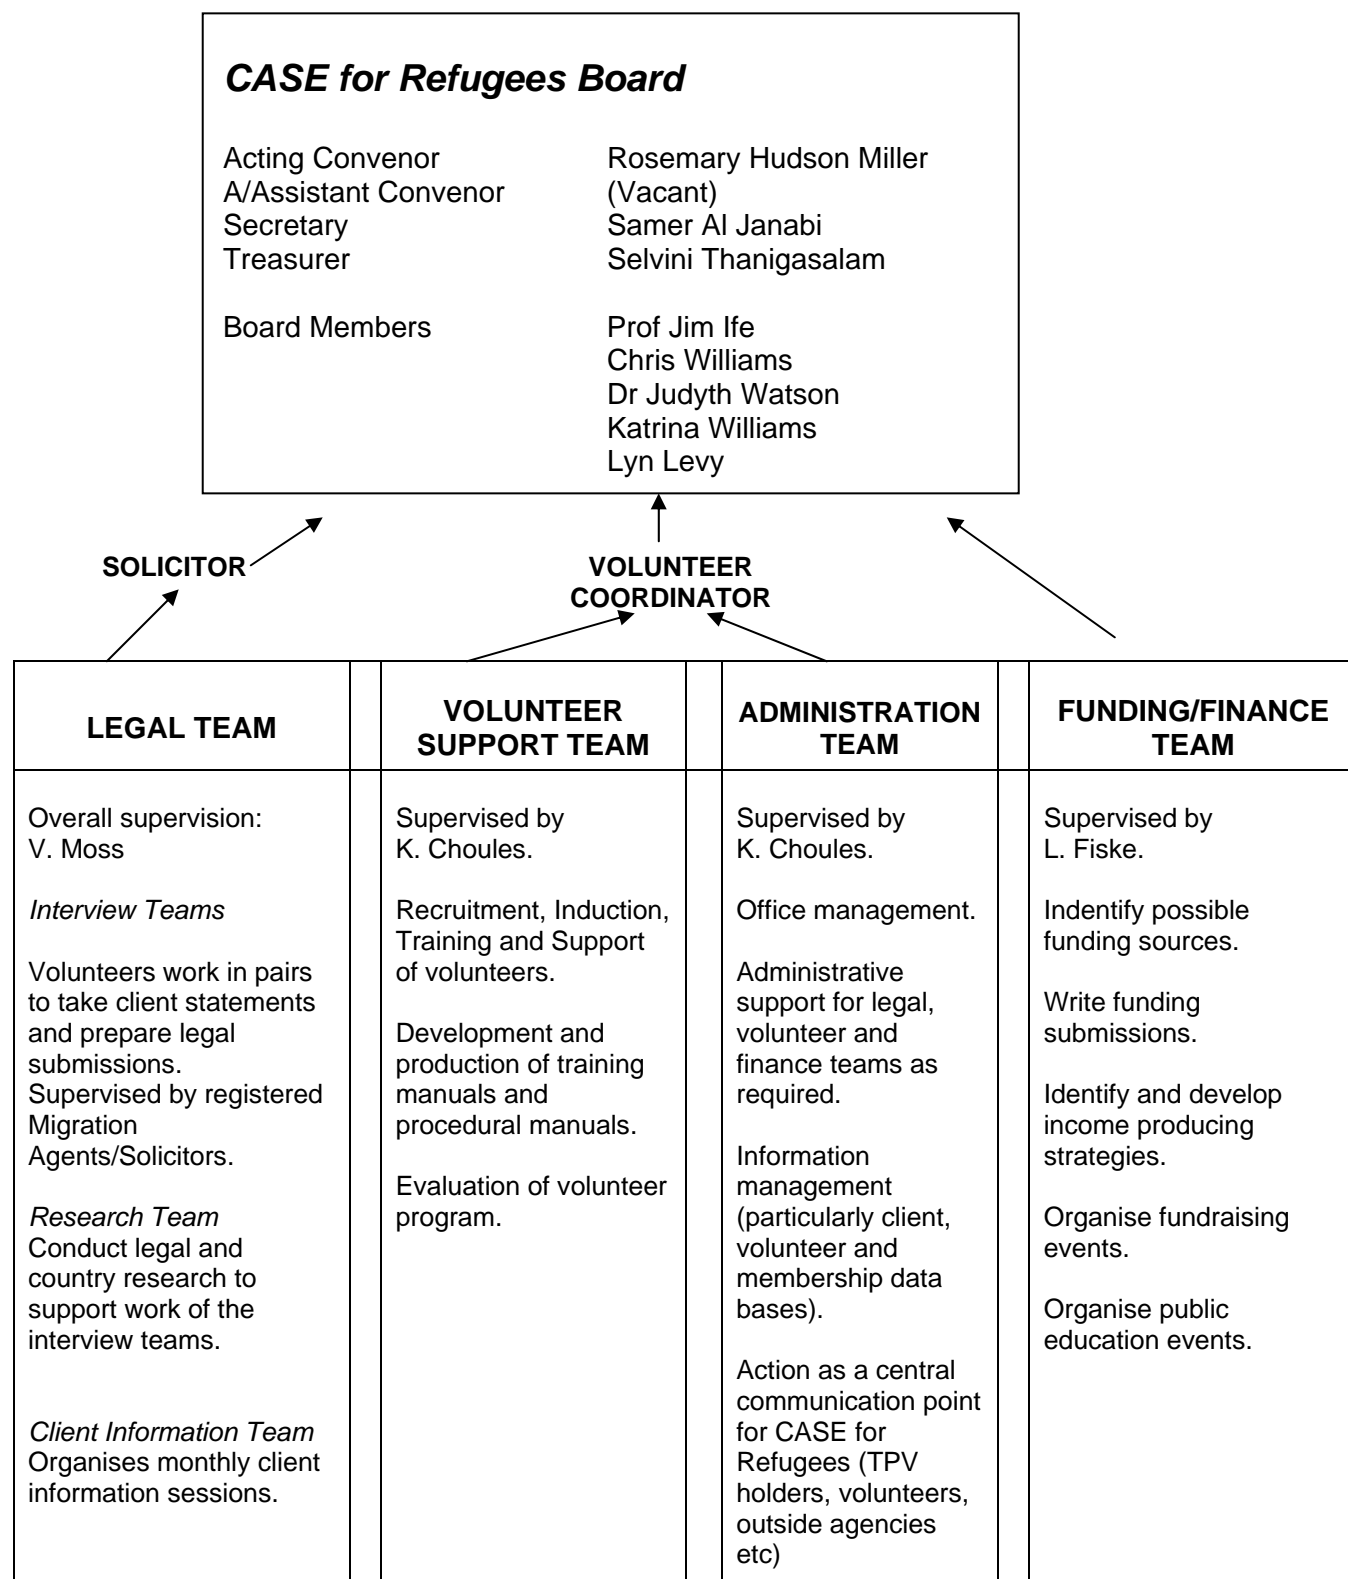 CASE for Refugees Board
Acting Convenor Rosemary Hudson Miller
A/Assistant Convenor (Vacant)
Secretary Samer Al Janabi
Treasurer Selvini Thanigasalam
Board Members Prof Jim Ife
Chris Williams
Dr Judyth Watson
Katrina Williams
Lyn Levy
SOLICITOR
VOLUNTEER
COORDINATOR
LEGAL TEAM
Overall supervision:
V. Moss
Interview Teams
Volunteers work in pairs
to take client statements
and prepare legal
submissions.
Supervised by registered
Migration
Agents/Solicitors.
Research Team
Conduct legal and
country research to
support work of the
interview teams.
Client Information Team
Organises monthly client
information sessions.
VOLUNTEER
SUPPORT TEAM
Supervised by
K. Choules.
Recruitment, Induction,
Training and Support
of volunteers.
Development and
production of training
manuals and
procedural manuals.
Evaluation of volunteer
program.
ADMINISTRATION
TEAM
Supervised by
K. Choules.
Office management.
Administrative
support for legal,
volunteer and
finance teams as
required.
Information
management
(particularly client,
volunteer and
membership data
bases).
Action as a central
communication point
for CASE for
Refugees (TPV
holders, volunteers,
outside agencies
etc)
FUNDING/FINANCE
TEAM
Supervised by
L. Fiske.
Indentify possible
funding sources.
Write funding
submissions.
Identify and develop
income producing
strategies.
Organise fundraising
events.
Organise public
education events.